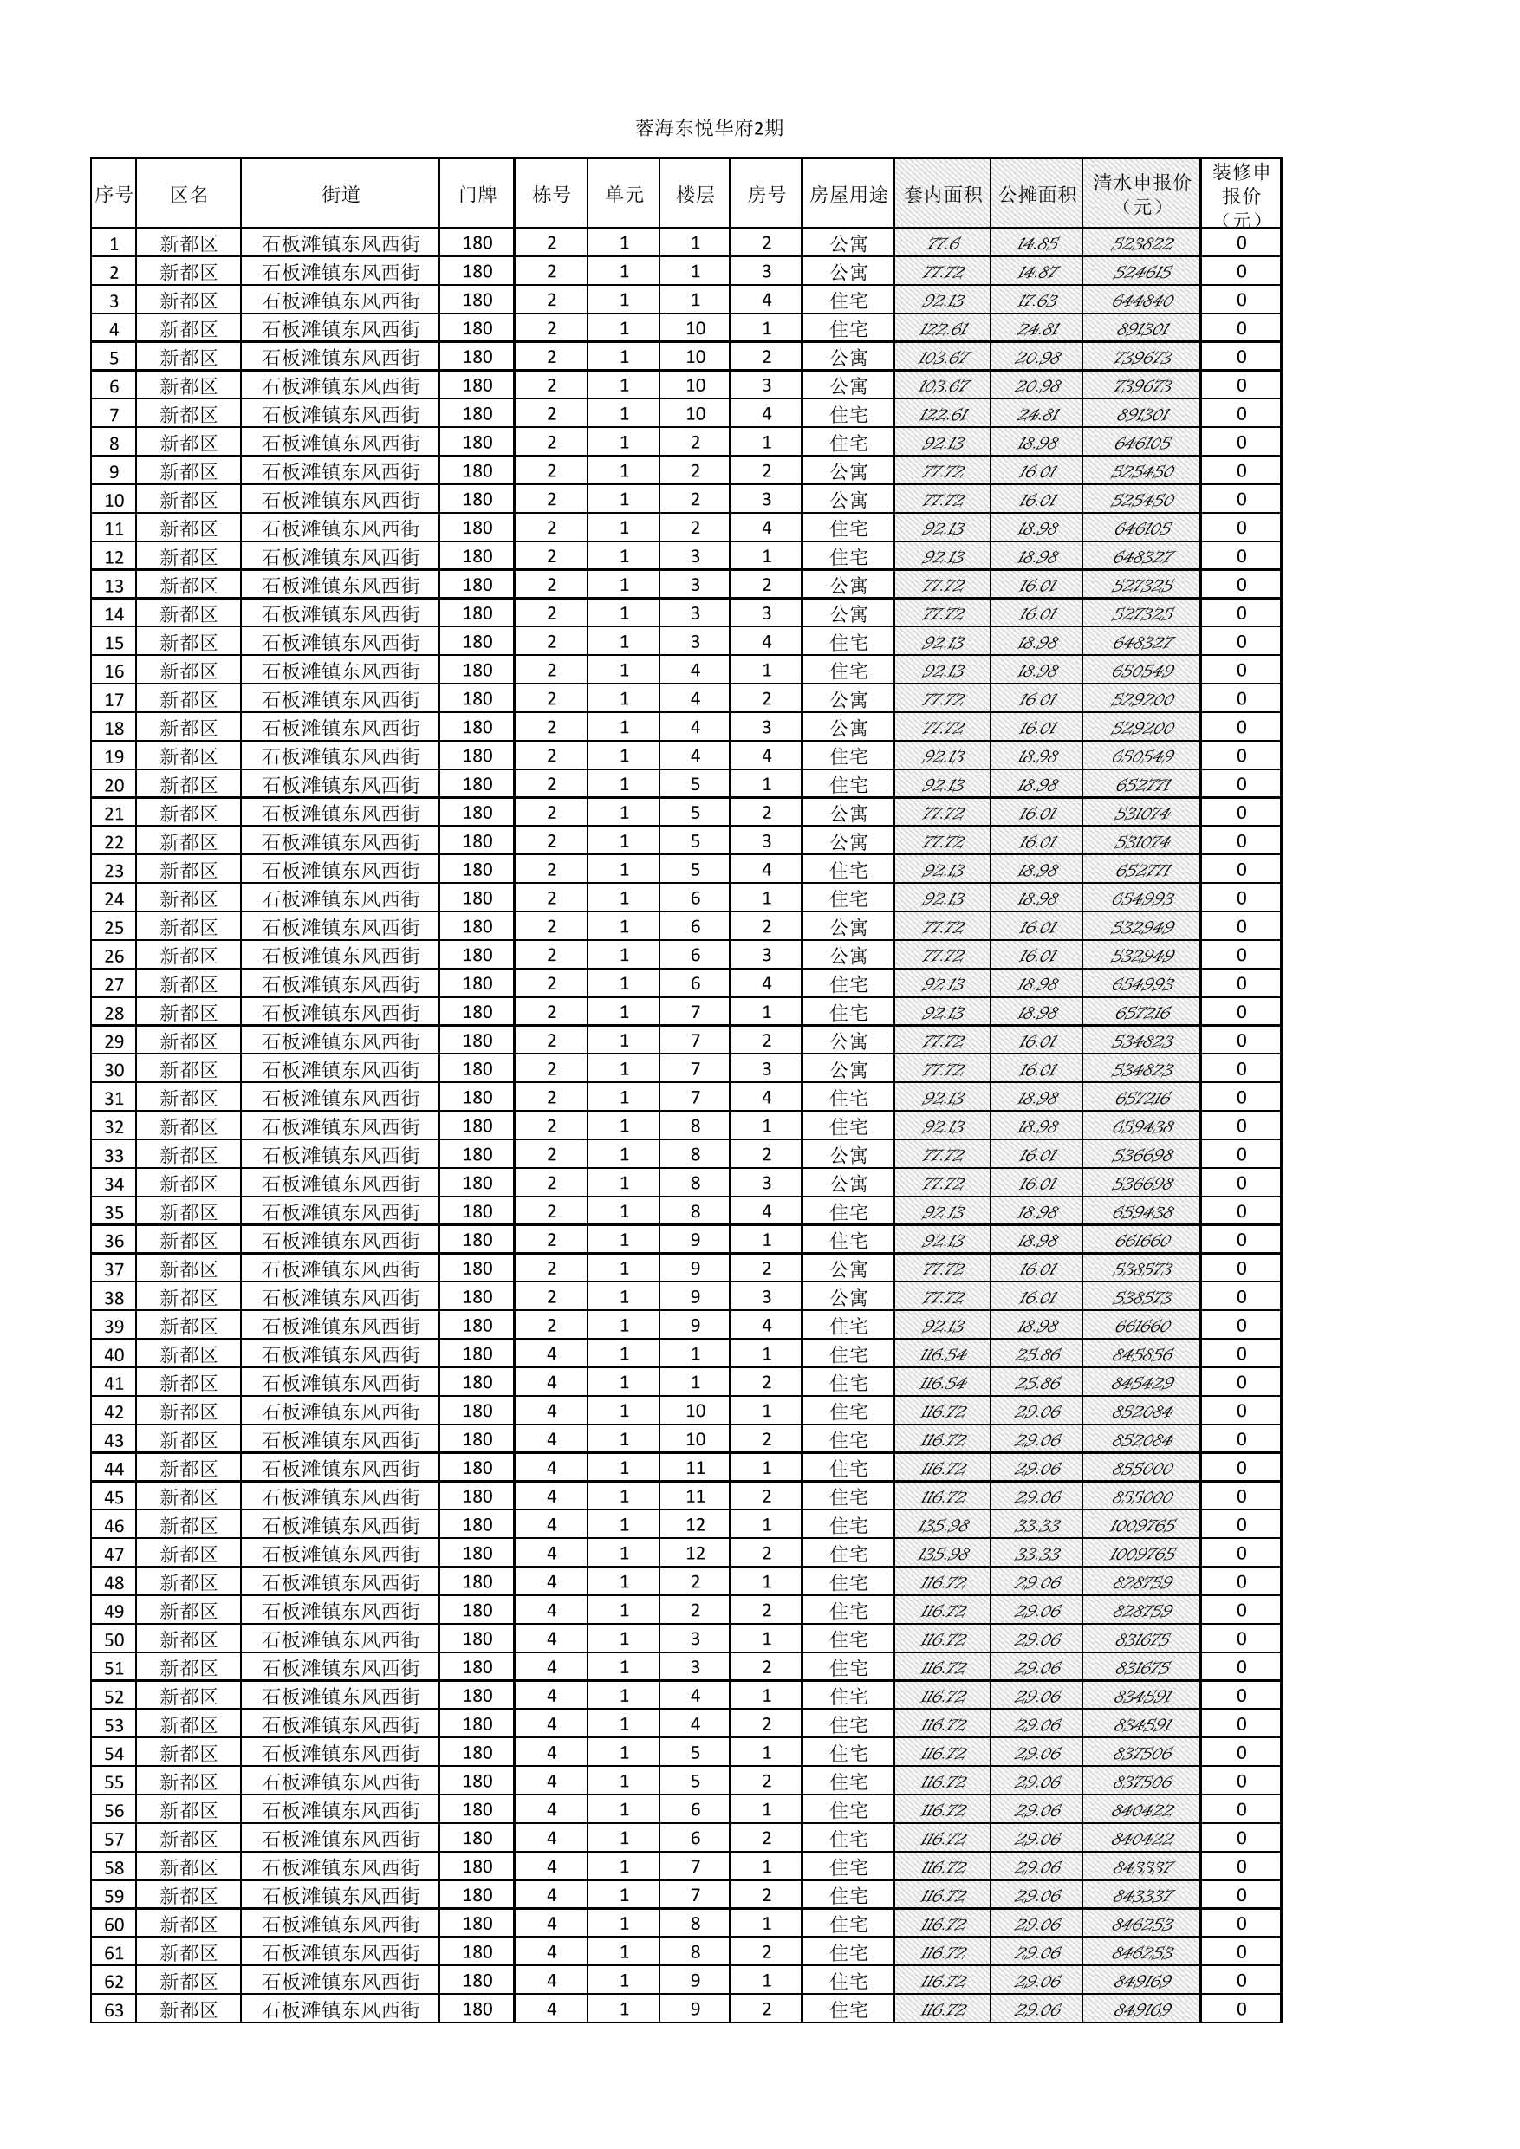 蓉海东悦华府2期
序号 区名 街道 门牌 栋号 单元 楼层 房号 房屋用途 套内面积 公摊面积 清水申报价（元） 装修申报价（元）
1 新都区 石板滩镇东风西街 180 2 1 1 2 公寓 77.6 14.85 523822 0
2 新都区 石板滩镇东风西街 180 2 1 1 3 公寓 77.72 14.87 524615 0
3 新都区 石板滩镇东风西街 180 2 1 1 4 住宅 92.13 17.63 644840 0
4 新都区 石板滩镇东风西街 180 2 1 10 1 住宅 122.61 24.81 891301 0
5 新都区 石板滩镇东风西街 180 2 1 10 2 公寓 103.67 20.98 739673 0
6 新都区 石板滩镇东风西街 180 2 1 10 3 公寓 103.67 20.98 739673 0
7 新都区 石板滩镇东风西街 180 2 1 10 4 住宅 122.61 24.81 891301 0
8 新都区 石板滩镇东风西街 180 2 1 2 1 住宅 92.13 18.98 646105 0
9 新都区 石板滩镇东风西街 180 2 1 2 2 公寓 77.72 16.01 525450 0
10 新都区 石板滩镇东风西街 180 2 1 2 3 公寓 77.72 16.01 525450 0
11 新都区 石板滩镇东风西街 180 2 1 2 4 住宅 92.13 18.98 646105 0
12 新都区 石板滩镇东风西街 180 2 1 3 1 住宅 92.13 18.98 648327 0
13 新都区 石板滩镇东风西街 180 2 1 3 2 公寓 77.72 16.01 527325 0
14 新都区 石板滩镇东风西街 180 2 1 3 3 公寓 77.72 16.01 527325 0
15 新都区 石板滩镇东风西街 180 2 1 3 4 住宅 92.13 18.98 648327 0
16 新都区 石板滩镇东风西街 180 2 1 4 1 住宅 92.13 18.98 650549 0
17 新都区 石板滩镇东风西街 180 2 1 4 2 公寓 77.72 16.01 529200 0
18 新都区 石板滩镇东风西街 180 2 1 4 3 公寓 77.72 16.01 529200 0
19 新都区 石板滩镇东风西街 180 2 1 4 4 住宅 92.13 18.98 650549 0
20 新都区 石板滩镇东风西街 180 2 1 5 1 住宅 92.13 18.98 652771 0
21 新都区 石板滩镇东风西街 180 2 1 5 2 公寓 77.72 16.01 531074 0
22 新都区 石板滩镇东风西街 180 2 1 5 3 公寓 77.72 16.01 531074 0
23 新都区 石板滩镇东风西街 180 2 1 5 4 住宅 92.13 18.98 652771 0
24 新都区 石板滩镇东风西街 180 2 1 6 1 住宅 92.13 18.98 654993 0
25 新都区 石板滩镇东风西街 180 2 1 6 2 公寓 77.72 16.01 532949 0
26 新都区 石板滩镇东风西街 180 2 1 6 3 公寓 77.72 16.01 532949 0
27 新都区 石板滩镇东风西街 180 2 1 6 4 住宅 92.13 18.98 654993 0
28 新都区 石板滩镇东风西街 180 2 1 7 1 住宅 92.13 18.98 657216 0
29 新都区 石板滩镇东风西街 180 2 1 7 2 公寓 77.72 16.01 534823 0
30 新都区 石板滩镇东风西街 180 2 1 7 3 公寓 77.72 16.01 534823 0
31 新都区 石板滩镇东风西街 180 2 1 7 4 住宅 92.13 18.98 657216 0
32 新都区 石板滩镇东风西街 180 2 1 8 1 住宅 92.13 18.98 659438 0
33 新都区 石板滩镇东风西街 180 2 1 8 2 公寓 77.72 16.01 536698 0
34 新都区 石板滩镇东风西街 180 2 1 8 3 公寓 77.72 16.01 536698 0
35 新都区 石板滩镇东风西街 180 2 1 8 4 住宅 92.13 18.98 659438 0
36 新都区 石板滩镇东风西街 180 2 1 9 1 住宅 92.13 18.98 661660 0
37 新都区 石板滩镇东风西街 180 2 1 9 2 公寓 77.72 16.01 538573 0
38 新都区 石板滩镇东风西街 180 2 1 9 3 公寓 77.72 16.01 538573 0
39 新都区 石板滩镇东风西街 180 2 1 9 4 住宅 92.13 18.98 661660 0
40 新都区 石板滩镇东风西街 180 4 1 1 1 住宅 116.54 25.86 845856 0
41 新都区 石板滩镇东风西街 180 4 1 1 2 住宅 116.54 25.86 845429 0
42 新都区 石板滩镇东风西街 180 4 1 10 1 住宅 116.72 29.06 852084 0
43 新都区 石板滩镇东风西街 180 4 1 10 2 住宅 116.72 29.06 852084 0
44 新都区 石板滩镇东风西街 180 4 1 11 1 住宅 116.72 29.06 855000 0
45 新都区 石板滩镇东风西街 180 4 1 11 2 住宅 116.72 29.06 855000 0
46 新都区 石板滩镇东风西街 180 4 1 12 1 住宅 135.98 33.33 1009765 0
47 新都区 石板滩镇东风西街 180 4 1 12 2 住宅 135.98 33.33 1009765 0
48 新都区 石板滩镇东风西街 180 4 1 2 1 住宅 116.72 29.06 828759 0
49 新都区 石板滩镇东风西街 180 4 1 2 2 住宅 116.72 29.06 828759 0
50 新都区 石板滩镇东风西街 180 4 1 3 1 住宅 116.72 29.06 831675 0
51 新都区 石板滩镇东风西街 180 4 1 3 2 住宅 116.72 29.06 831675 0
52 新都区 石板滩镇东风西街 180 4 1 4 1 住宅 116.72 29.06 834591 0
53 新都区 石板滩镇东风西街 180 4 1 4 2 住宅 116.72 29.06 834591 0
54 新都区 石板滩镇东风西街 180 4 1 5 1 住宅 116.72 29.06 837506 0
55 新都区 石板滩镇东风西街 180 4 1 5 2 住宅 116.72 29.06 837506 0
56 新都区 石板滩镇东风西街 180 4 1 6 1 住宅 116.72 29.06 840422 0
57 新都区 石板滩镇东风西街 180 4 1 6 2 住宅 116.72 29.06 840422 0
58 新都区 石板滩镇东风西街 180 4 1 7 1 住宅 116.72 29.06 843337 0
59 新都区 石板滩镇东风西街 180 4 1 7 2 住宅 116.72 29.06 843337 0
60 新都区 石板滩镇东风西街 180 4 1 8 1 住宅 116.72 29.06 846253 0
61 新都区 石板滩镇东风西街 180 4 1 8 2 住宅 116.72 29.06 846253 0
62 新都区 石板滩镇东风西街 180 4 1 9 1 住宅 116.72 29.06 849169 0
63 新都区 石板滩镇东风西街 180 4 1 9 2 住宅 116.72 29.06 849169 0